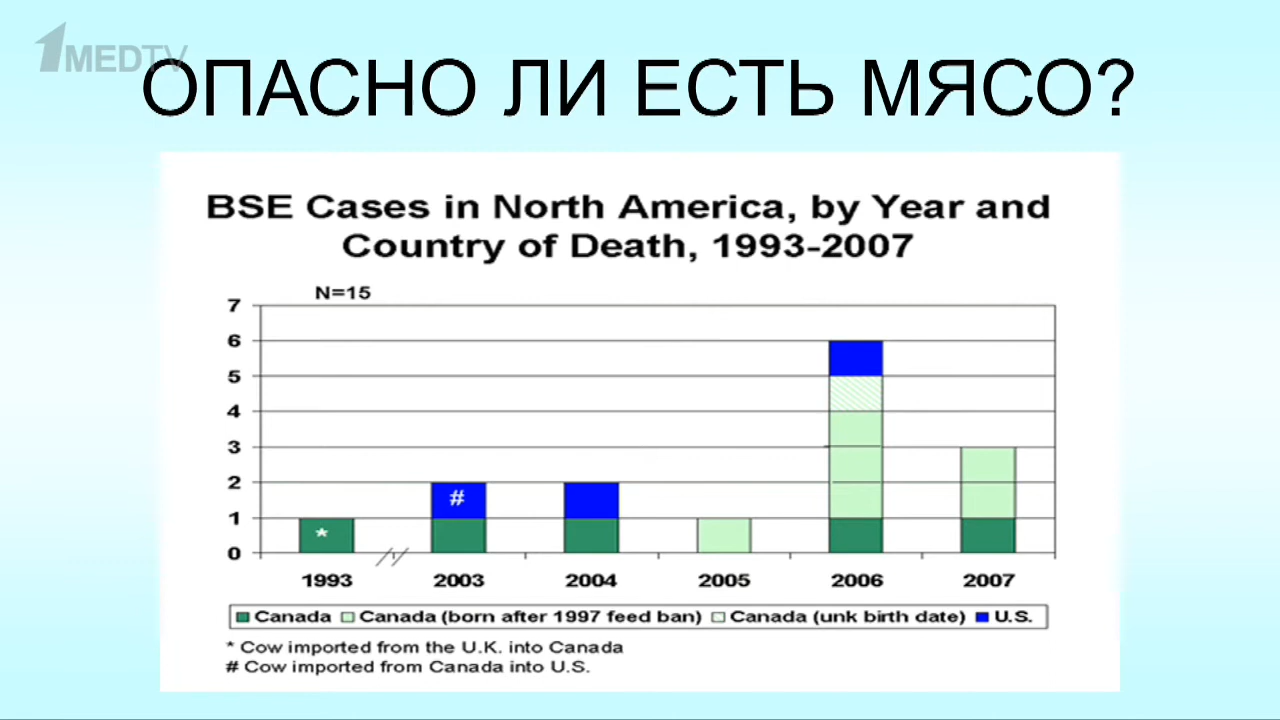 1MEDTV
ОПАСНО ЛИ ЕСТЬ МЯСО?
BSE Cases in North America, by Year and
Country of Death, 1993-2007
N=15
7
6
5
4
3
2
1
0
#
*
1993 2003 2004 2005 2006 2007
Canada Canada (born after 1997 feed ban) Canada (unk birth date) U.S.
* Cow imported from the U.K. into Canada
# Cow imported from Canada into U.S.